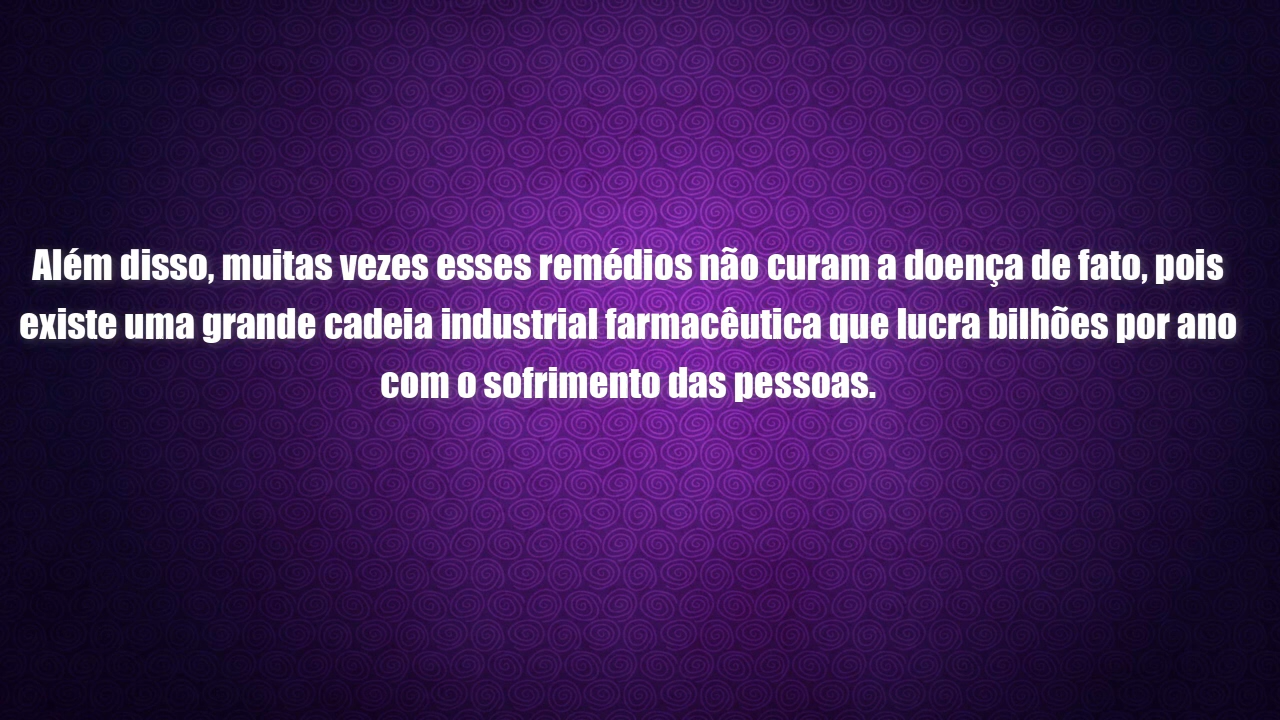 Além disso, muitas vezes esses remédios não curam a doença de fato, pois
existe uma grande cadeia industrial farmacêutica que lucra bilhões por ano
com o sofrimento das pessoas.